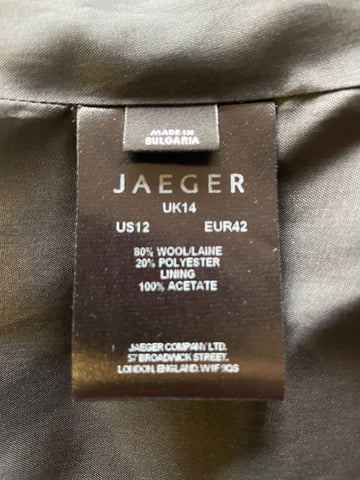 MADE IN
BULGARIA
JAEGER
UK14
US12 EUR42
80% WOOL/LAINE
20% POLYESTER
LINING
100% ACETATE
JAEGER COMPANY LTD.
57 BROADWICK STREET,
LONDON, ENGLAND. W1F 9QS